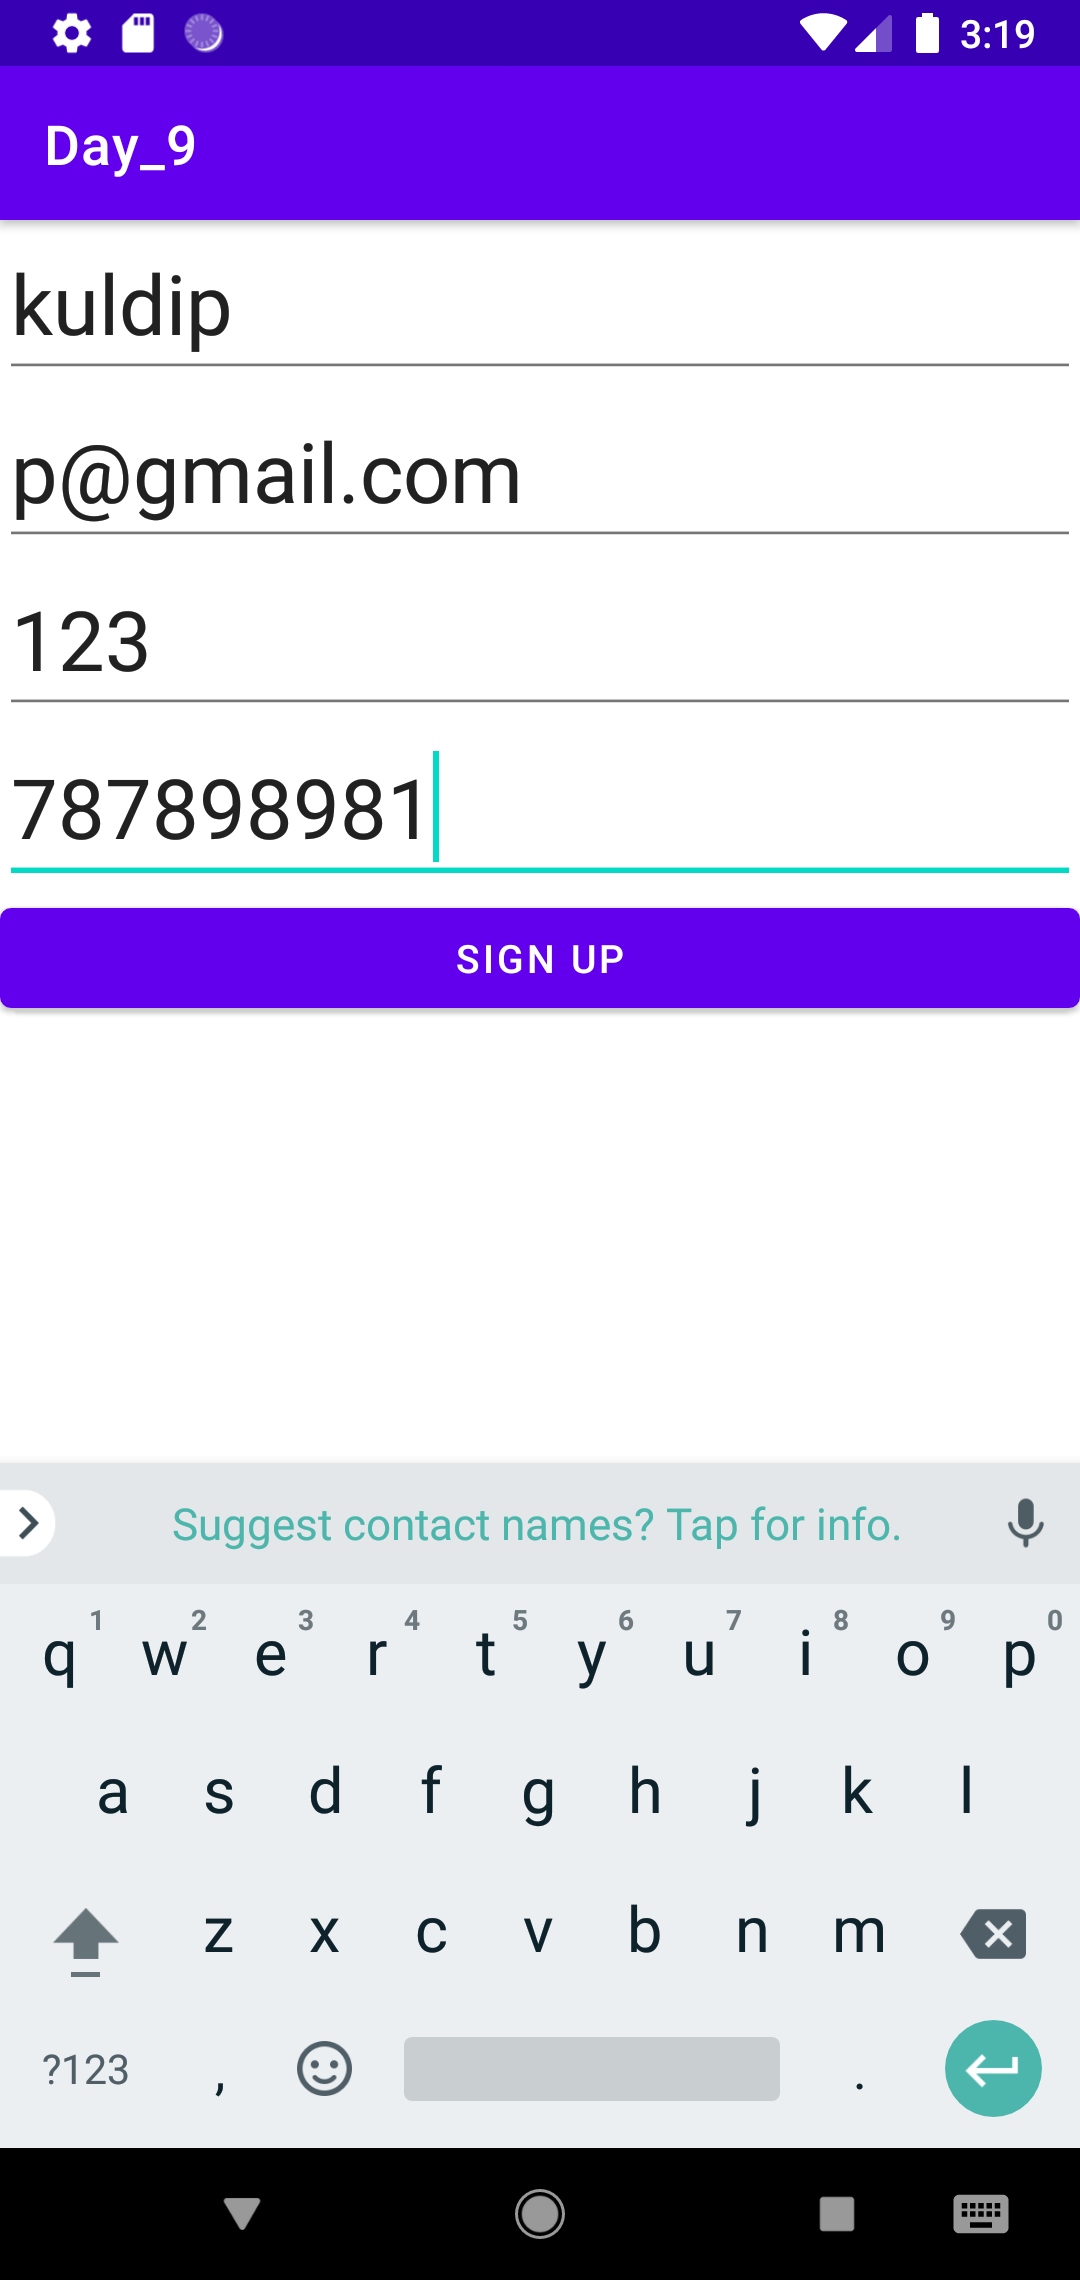 3:19
Day_9
kuldip
p@gmail.com
123
787898981
SIGN UP
Suggest contact names? Tap for info.
q 1 w 2 e 3 r 4 t 5 y 6 u 7 i 8 o 9 p 0
a s d f g h j k l
z x c v b n m
?123 , .